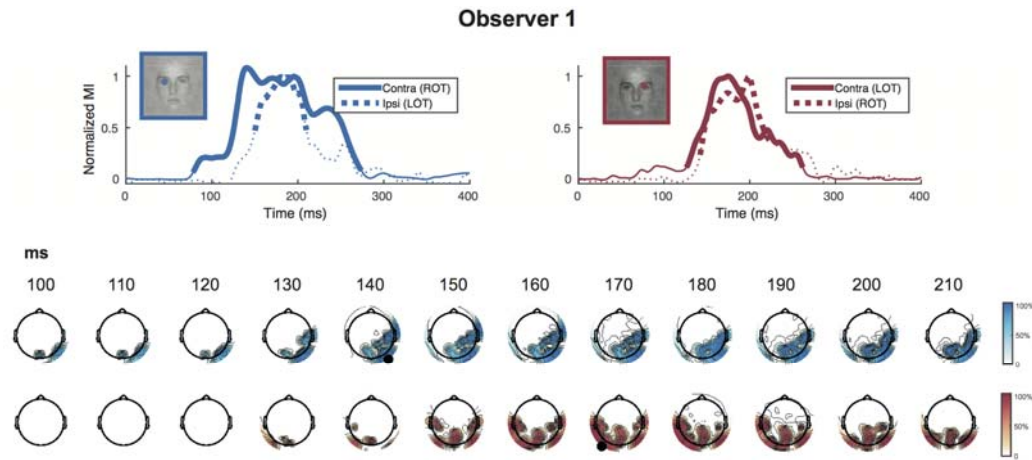 Observer 1
Normalized MI
1
0.5
0
Contra (ROT)
Ipsi (LOT)
0 100 200 300 400
Time (ms)
1
0.5
0
Contra (LOT)
Ipsi (ROT)
0 100 200 300 400
Time (ms)
ms
100 110 120 130 140 150 160 170 180 190 200 210
100%
50%
0
100%
50%
0